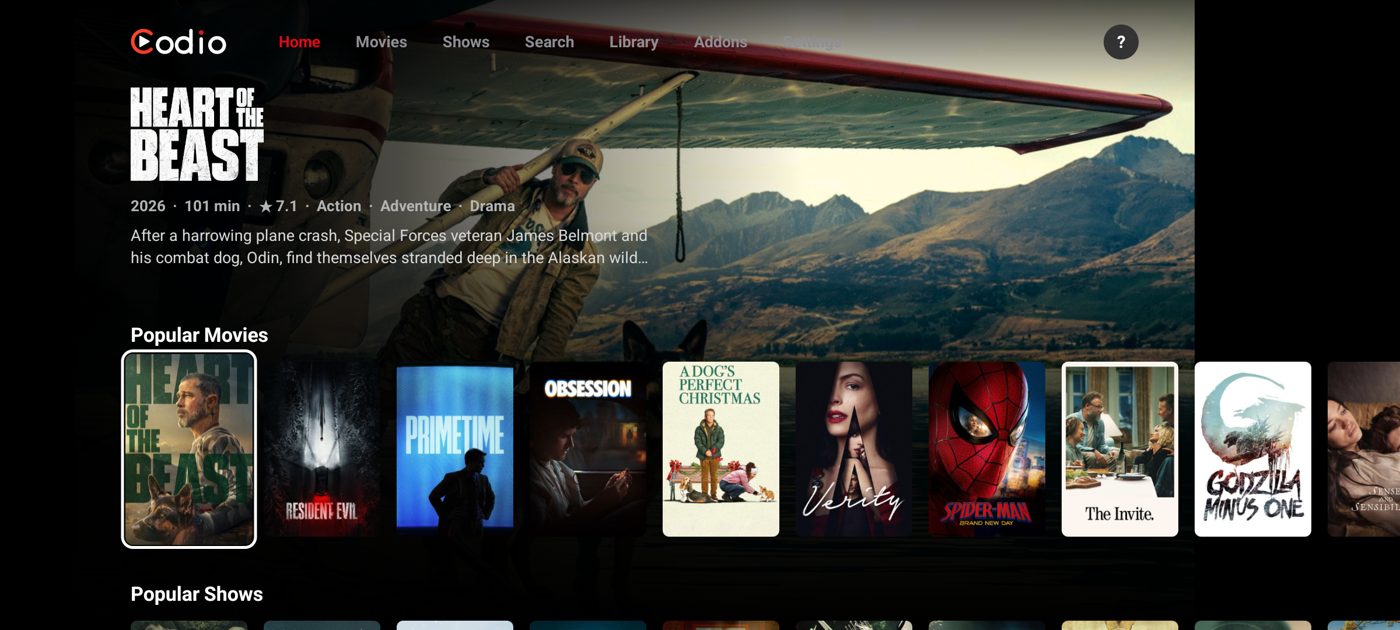 Codio
Home Movies Shows Search Library Addons Settings ?
HEART OF THE
BEAST
2026 · 101 min · ★ 7.1 · Action · Adventure · Drama
After a harrowing plane crash, Special Forces veteran James Belmont and
his combat dog, Odin, find themselves stranded deep in the Alaskan wild...
Popular Movies
HEART
OF
THE
BEAST
RESIDENT EVIL
PRIMETIME
OBSESSION
A DOG'S
PERFECT
CHRISTMAS
Verity
SPIDER-MAN
BRAND NEW DAY
The Invite.
GODZILLA
MINUS ONE
Popular Shows